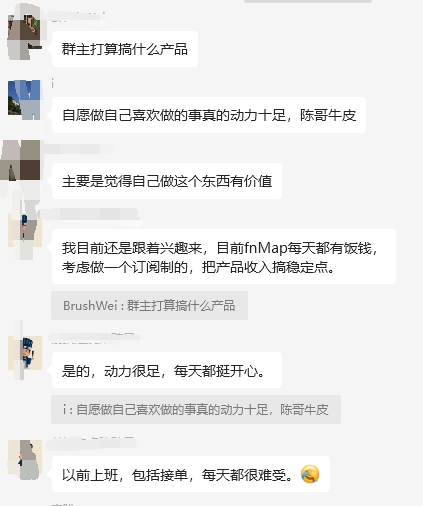 群主打算搞什么产品
i
自愿做自己喜欢做的事真的动力十足，陈哥牛皮
主要是觉得自己做这个东西有价值
我目前还是跟着兴趣来，目前fnMap每天都有饭钱，
考虑做一个订阅制的，把产品收入搞稳定点。
BrushWei : 群主打算搞什么产品
是的，动力很足，每天都挺开心。
i : 自愿做自己喜欢做的事真的动力十足，陈哥牛皮
以前上班，包括接单，每天都很难受。😂